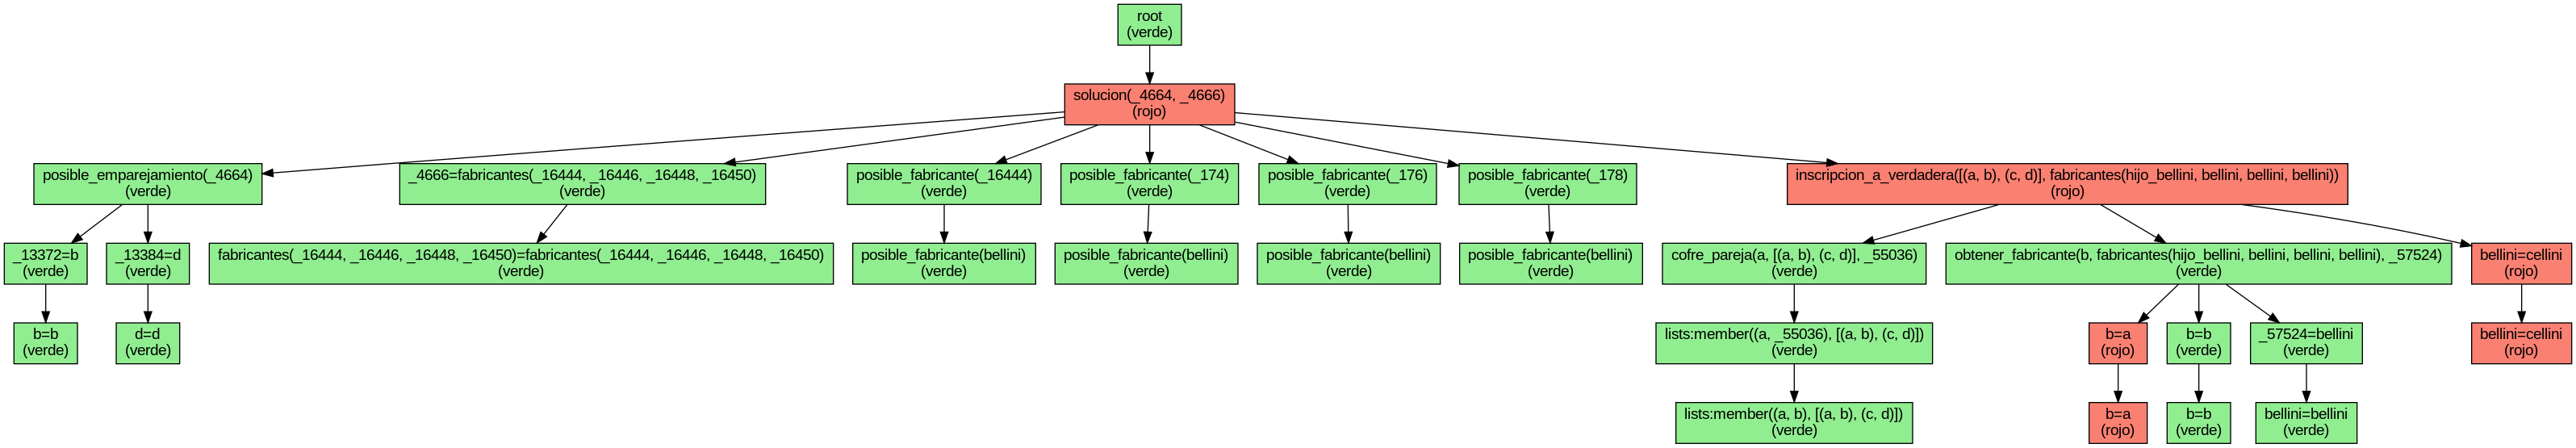 root
(verde)
solucion(_4664, _4666)
(rojo)
posible_emparejamiento(_4664)
(verde)
_4666=fabricantes(_16444, _16446, _16448, _16450)
(verde)
posible_fabricante(_16444)
(verde)
posible_fabricante(_174)
(verde)
posible_fabricante(_176)
(verde)
posible_fabricante(_178)
(verde)
inscripcion_a_verdadera([(a, b), (c, d)], fabricantes(hijo_bellini, bellini, bellini, bellini))
(rojo)
_13372=b
(verde)
_13384=d
(verde)
fabricantes(_16444, _16446, _16448, _16450)=fabricantes(_16444, _16446, _16448, _16450)
(verde)
posible_fabricante(bellini)
(verde)
posible_fabricante(bellini)
(verde)
posible_fabricante(bellini)
(verde)
posible_fabricante(bellini)
(verde)
cofre_pareja(a, [(a, b), (c, d)], _55036)
(verde)
obtener_fabricante(b, fabricantes(hijo_bellini, bellini, bellini, bellini), _57524)
(verde)
bellini=cellini
(rojo)
b=b
(verde)
d=d
(verde)
lists:member((a, _55036), [(a, b), (c, d)])
(verde)
b=a
(rojo)
b=b
(verde)
_57524=bellini
(verde)
bellini=cellini
(rojo)
lists:member((a, b), [(a, b), (c, d)])
(verde)
b=a
(rojo)
b=b
(verde)
bellini=bellini
(verde)